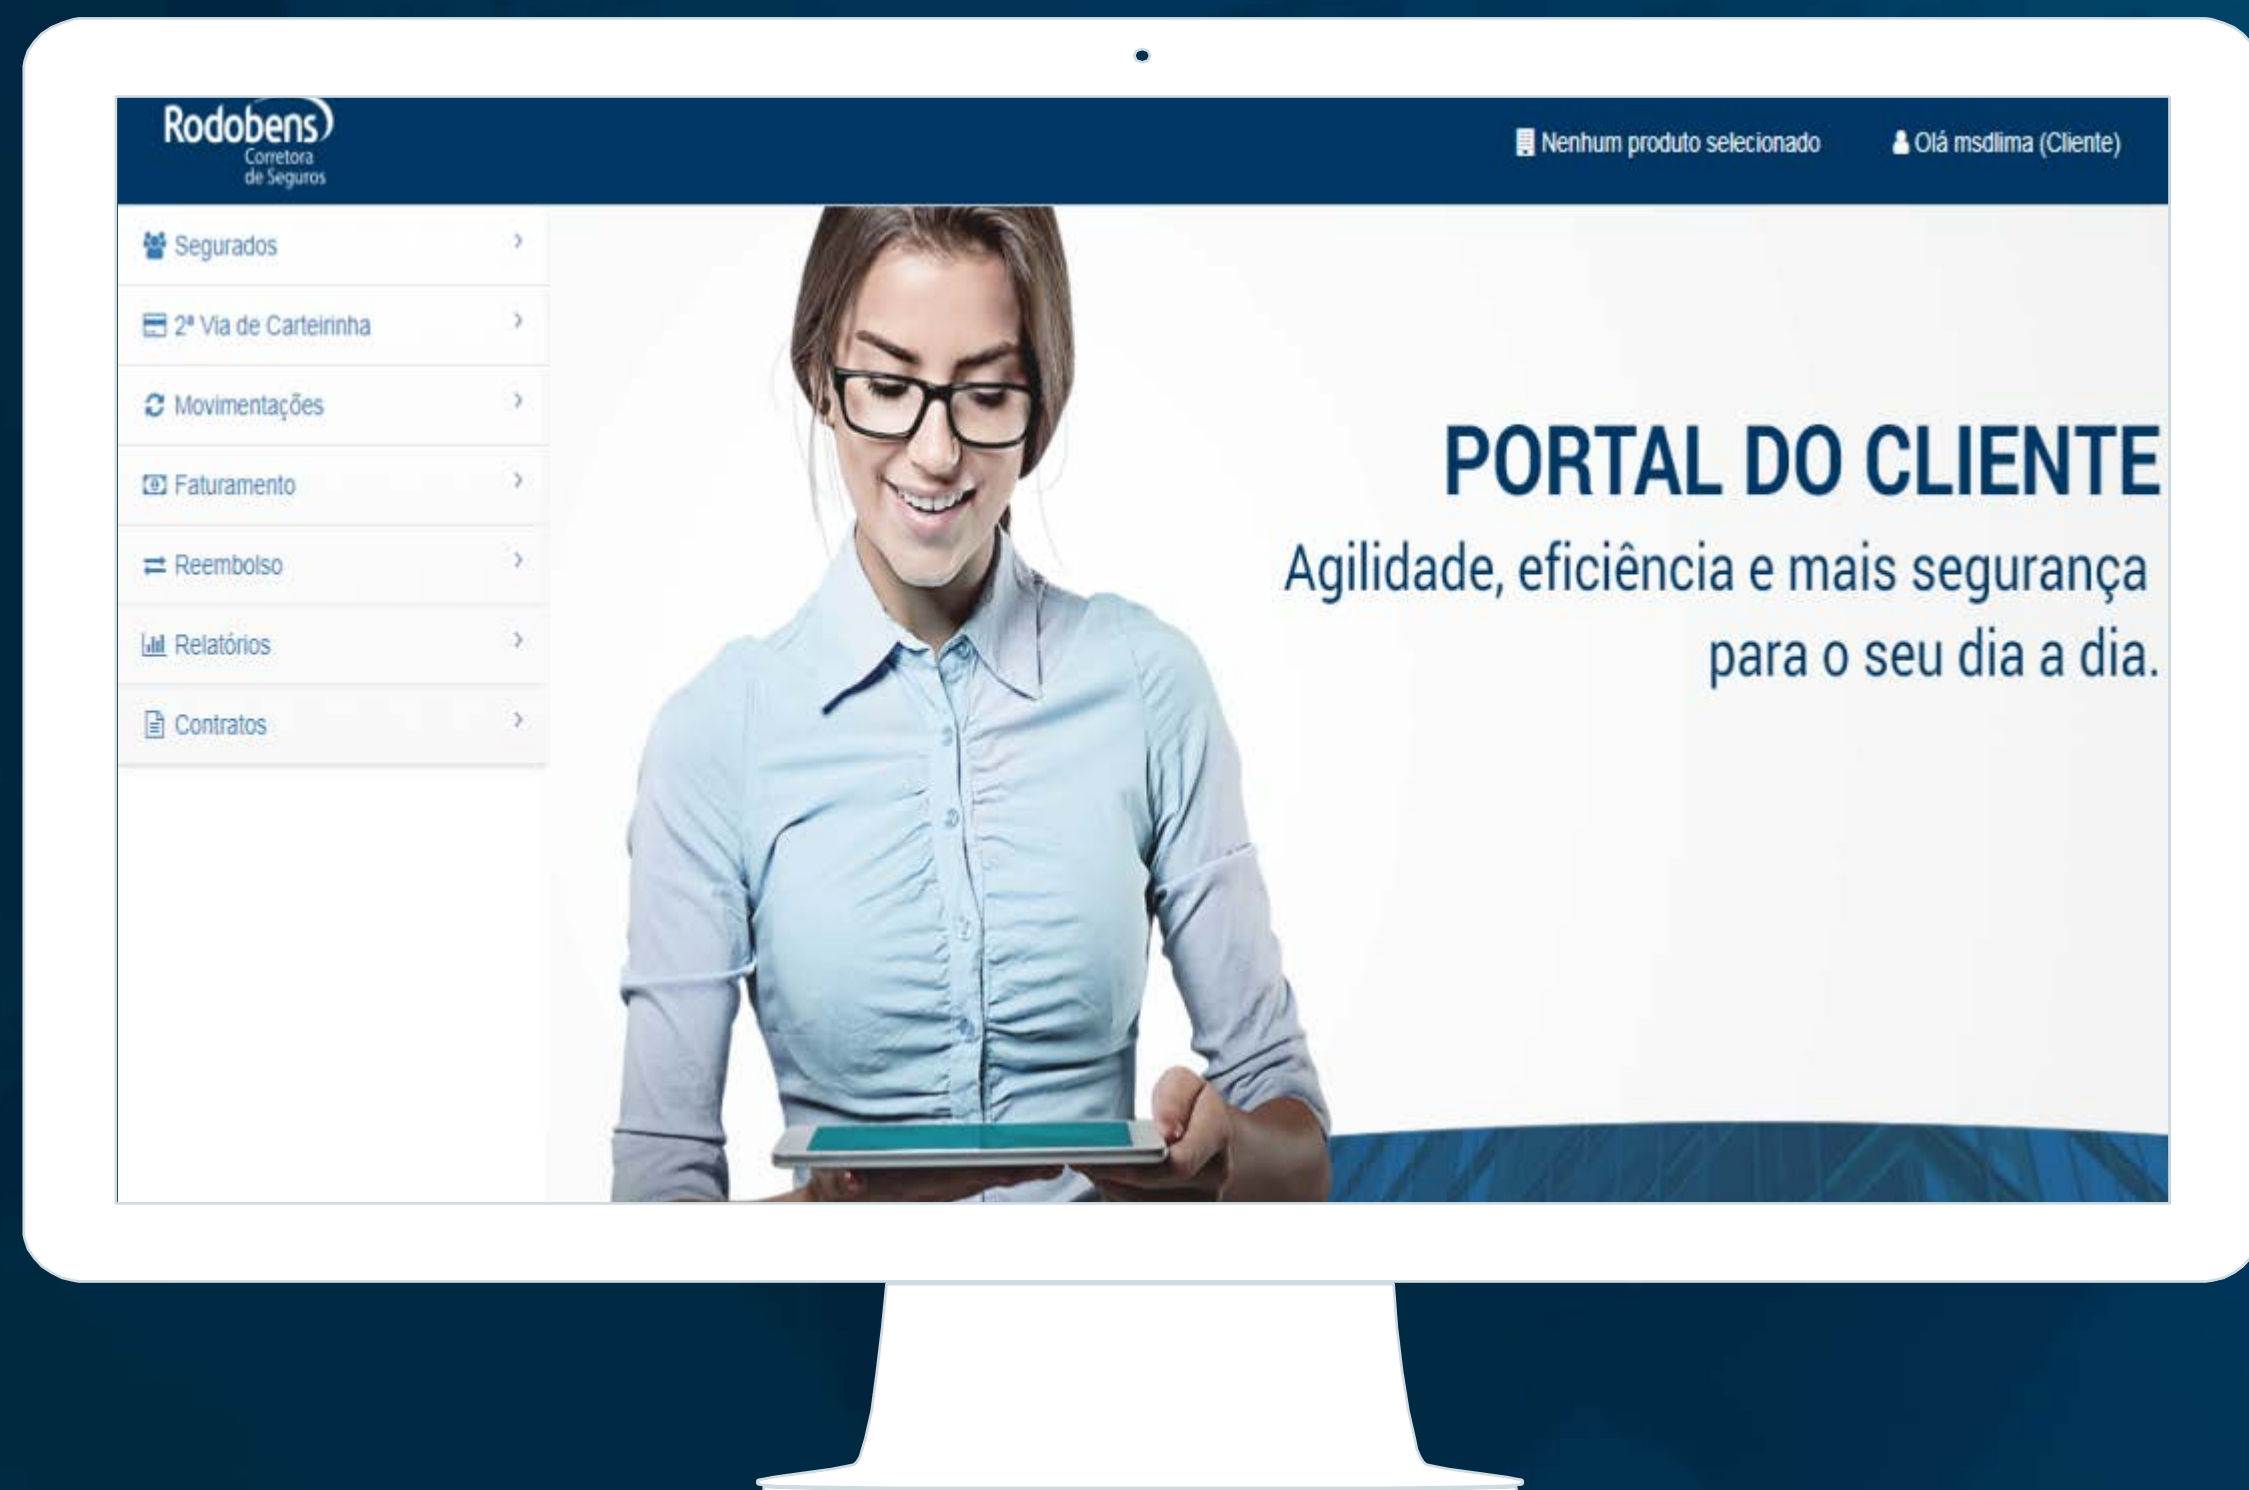 Rodobens
Corretora
de Seguros
Nenhum produto selecionado
Olá msdlima (Cliente)
Segurados
2ª Via de Carteirinha
Movimentações
Faturamento
Reembolso
Relatórios
Contratos
PORTAL DO CLIENTE
Agilidade, eficiência e mais segurança
para o seu dia a dia.